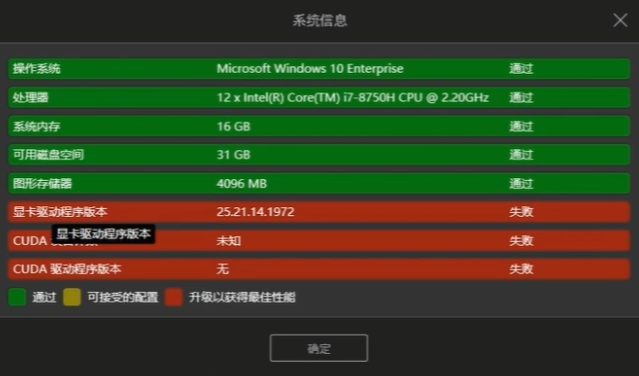 系统信息
操作系统 Microsoft Windows 10 Enterprise 通过
处理器 12 x Intel(R) Core(TM) i7-8750H CPU @ 2.20GHz 通过
系统内存 16 GB 通过
可用磁盘空间 31 GB 通过
图形存储器 4096 MB 通过
显卡驱动程序版本 25.21.14.1972 失败
显卡驱动程序版本
CUDA 未知 失败
CUDA 驱动程序版本 无 失败
通过 可接受的配置 升级以获得最佳性能
确定